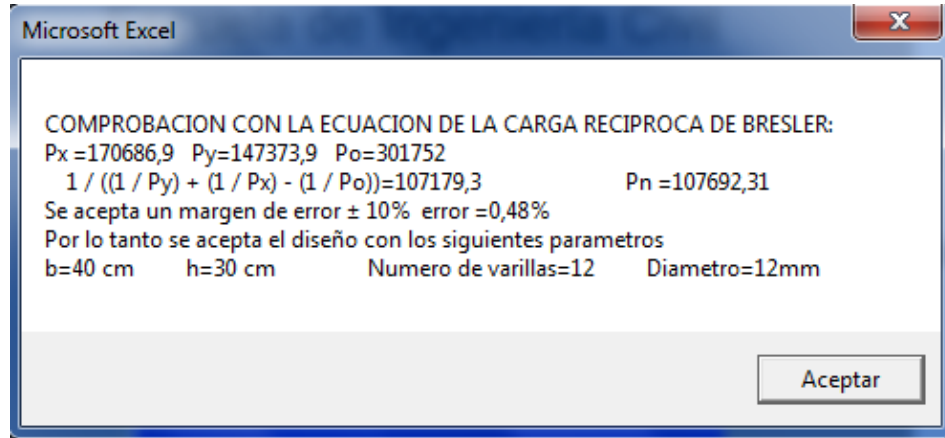 Microsoft Excel
COMPROBACION CON LA ECUACION DE LA CARGA RECIPROCA DE BRESLER:
Px =170686,9 Py=147373,9 Po=301752
1 / ((1 / Py) + (1 / Px) - (1 / Po))=107179,3 Pn =107692,31
Se acepta un margen de error ± 10% error =0,48%
Por lo tanto se acepta el diseño con los siguientes parametros
b=40 cm h=30 cm Numero de varillas=12 Diametro=12mm
Aceptar